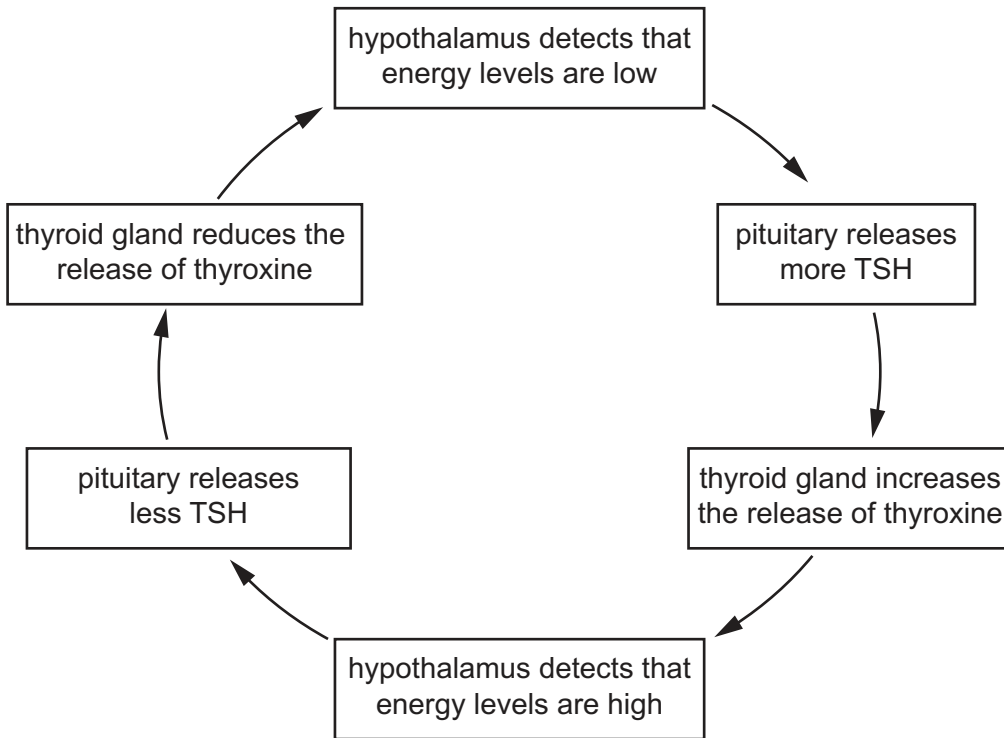 hypothalamus detects that
energy levels are low
pituitary releases
more TSH
thyroid gland increases
the release of thyroxine
hypothalamus detects that
energy levels are high
pituitary releases
less TSH
thyroid gland reduces the
release of thyroxine